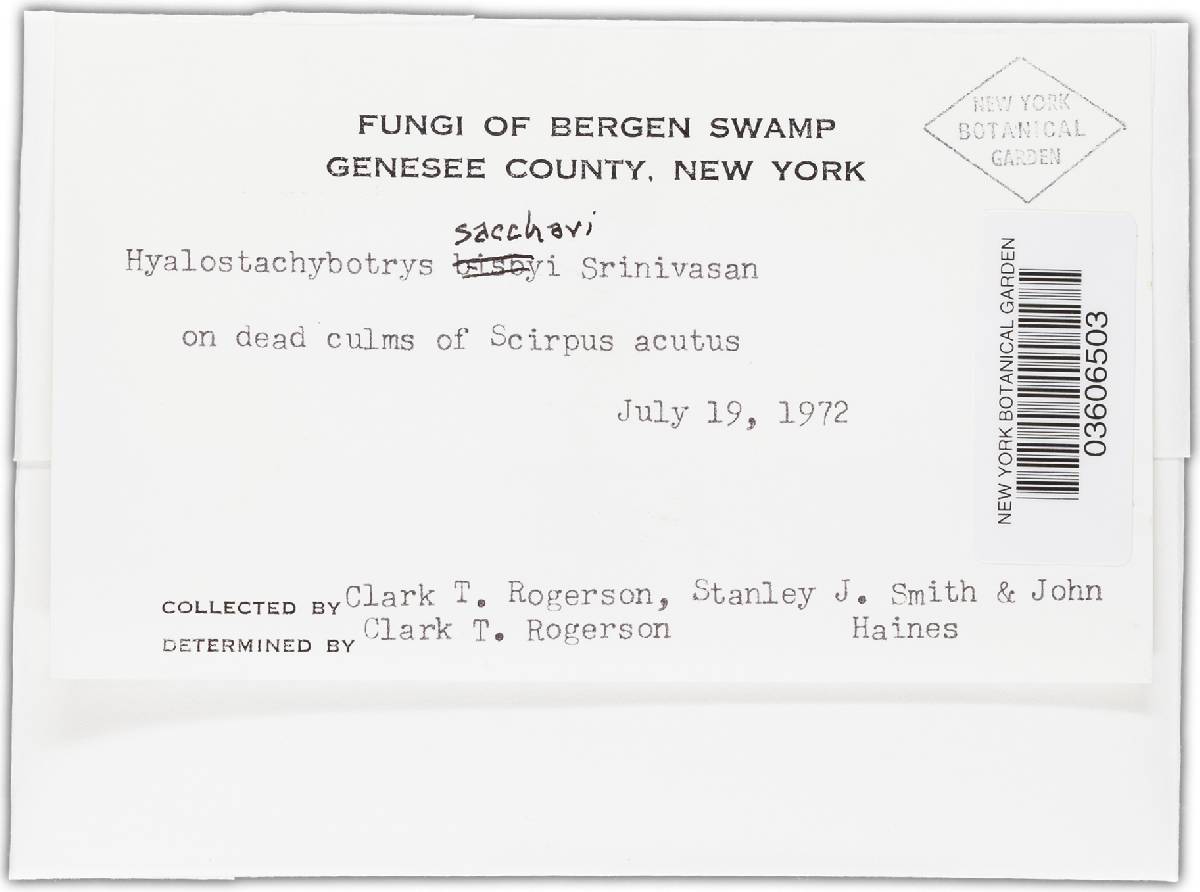 FUNGI OF BERGEN SWAMP
GENESEE COUNTY, NEW YORK
NEW YORK
BOTANICAL
GARDEN
sacchari
Hyalostachybotrys bisbyi Srinivasan
on dead culms of Scirpus acutus
July 19, 1972
NEW YORK BOTANICAL GARDEN
03606503
COLLECTED BY Clark T. Rogerson, Stanley J. Smith & John
Haines
DETERMINED BY Clark T. Rogerson